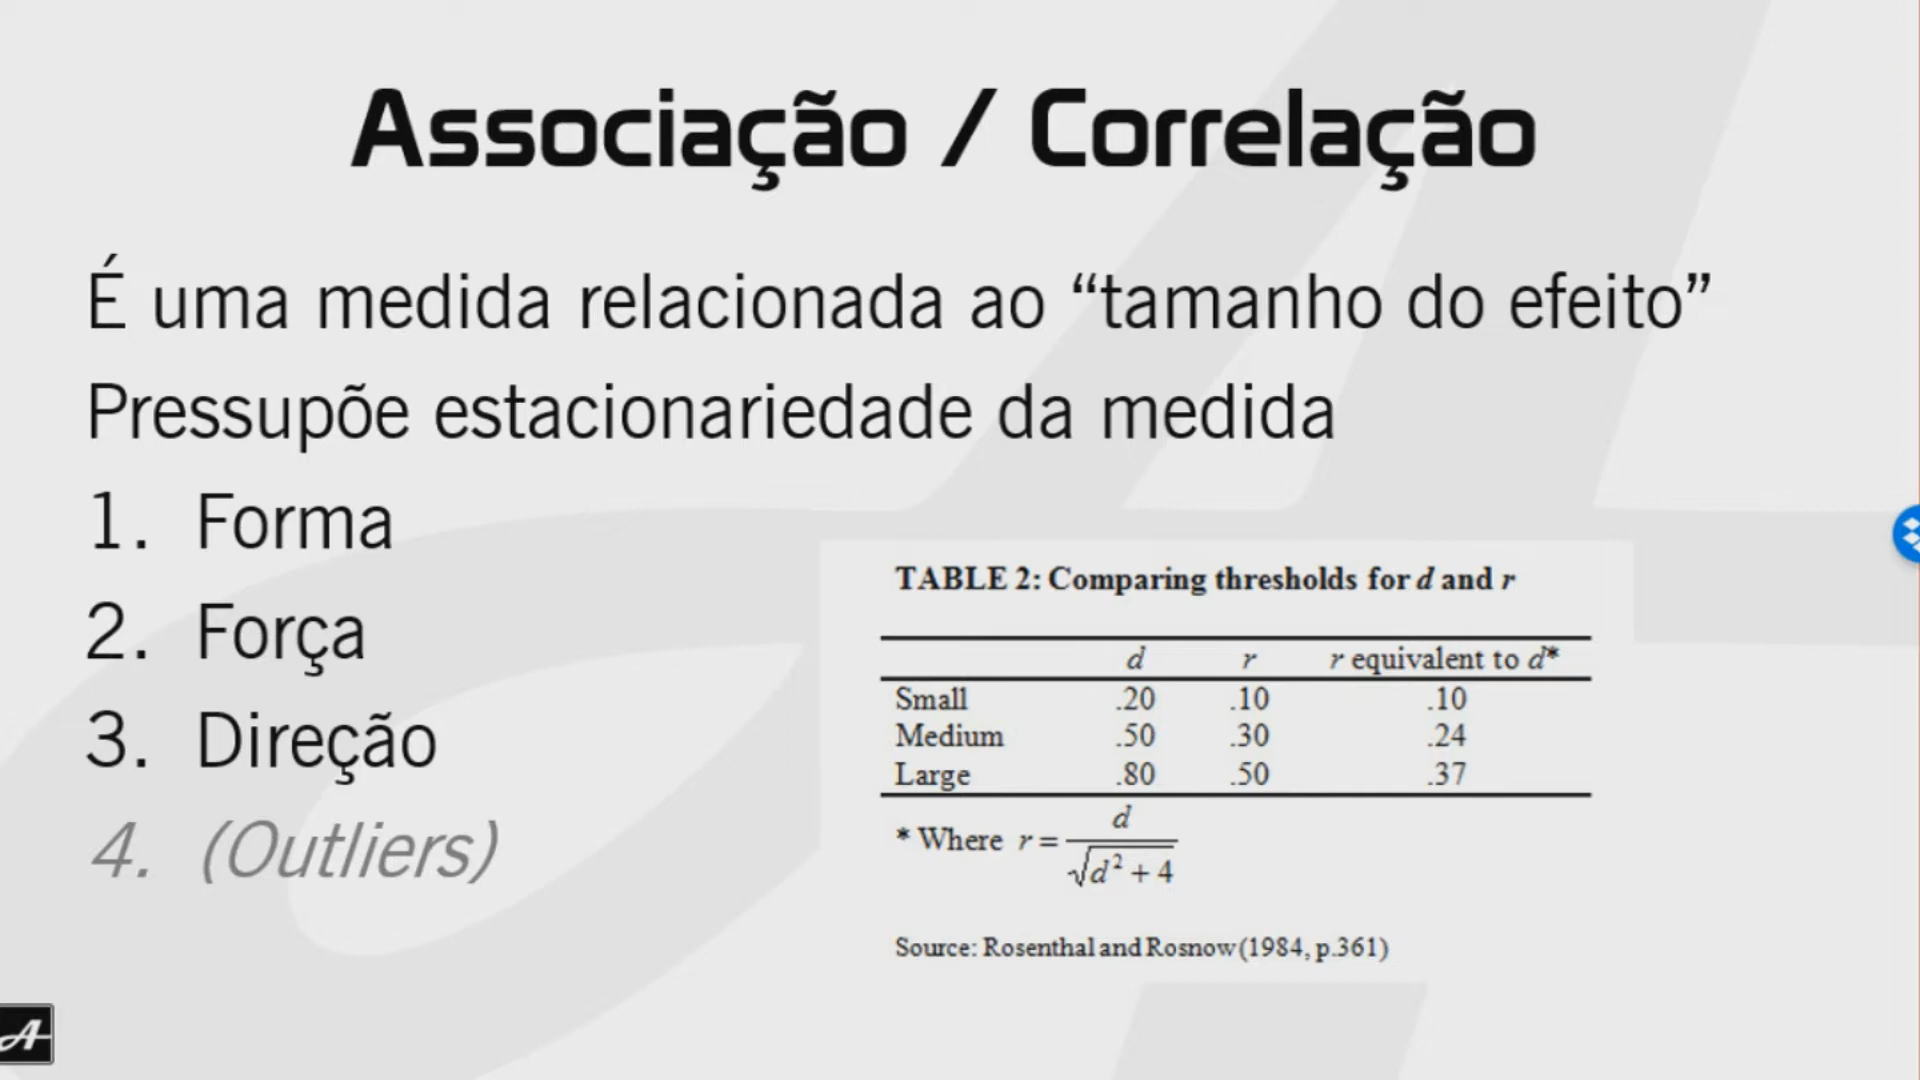 Associação / Correlação
É uma medida relacionada ao “tamanho do efeito”
Pressupõe estacionariedade da medida
1. Forma
2. Força
3. Direção
4. (Outliers)
TABLE 2: Comparing thresholds for d and r
d r r equivalent to d*
Small .20 .10 .10
Medium .50 .30 .24
Large .80 .50 .37
* Where r = d / √(d² + 4)
Source: Rosenthal and Rosnow (1984, p.361)
A